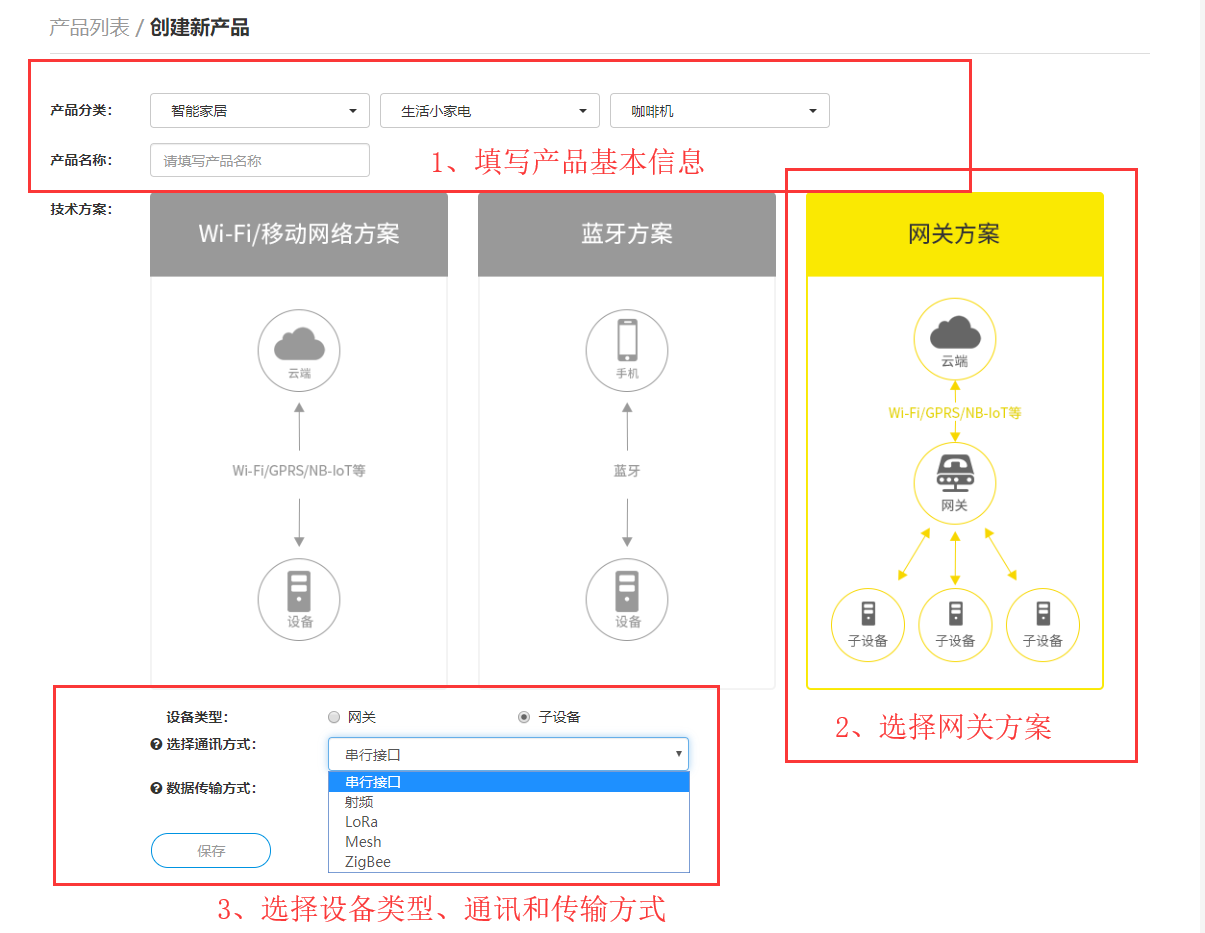 产品列表 / 创建新产品
产品分类: 智能家居 生活小家电 咖啡机
产品名称: 请填写产品名称
1、填写产品基本信息
技术方案:
Wi-Fi/移动网络方案
云端
Wi-Fi/GPRS/NB-IoT等
设备
蓝牙方案
手机
蓝牙
设备
网关方案
云端
Wi-Fi/GPRS/NB-IoT等
网关
子设备 子设备 子设备
2、选择网关方案
设备类型: 网关 子设备
选择通讯方式: 串行接口
串行接口
射频
LoRa
Mesh
ZigBee
数据传输方式:
保存
3、选择设备类型、通讯和传输方式